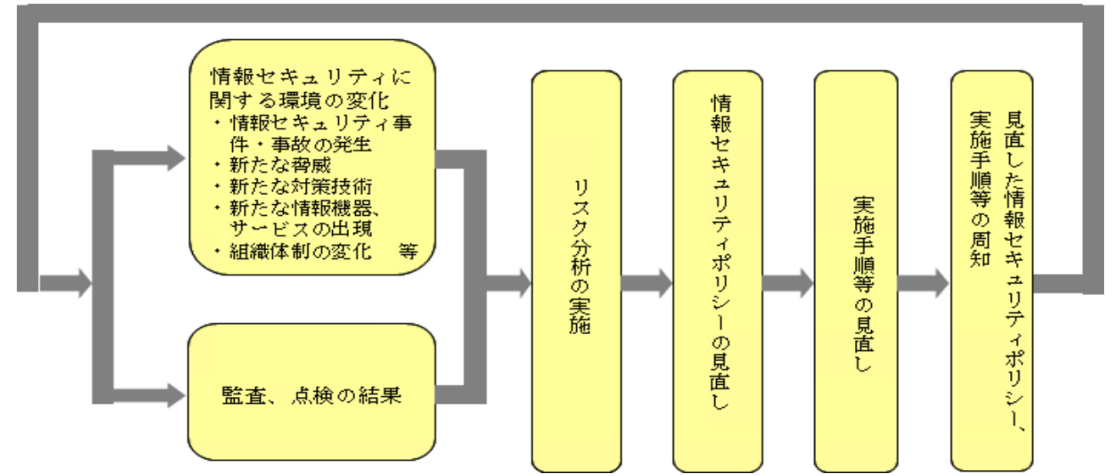 情報セキュリティに
関する環境の変化
・情報セキュリティ事
件・事故の発生
・新たな脅威
・新たな対策技術
・新たな情報機器、
サービスの出現
・組織体制の変化　等
監査、点検の結果
リスク分析の実施
情報セキュリティポリシーの見直し
実施手順等の見直し
見直した情報セキュリティポリシー、
実施手順等の周知